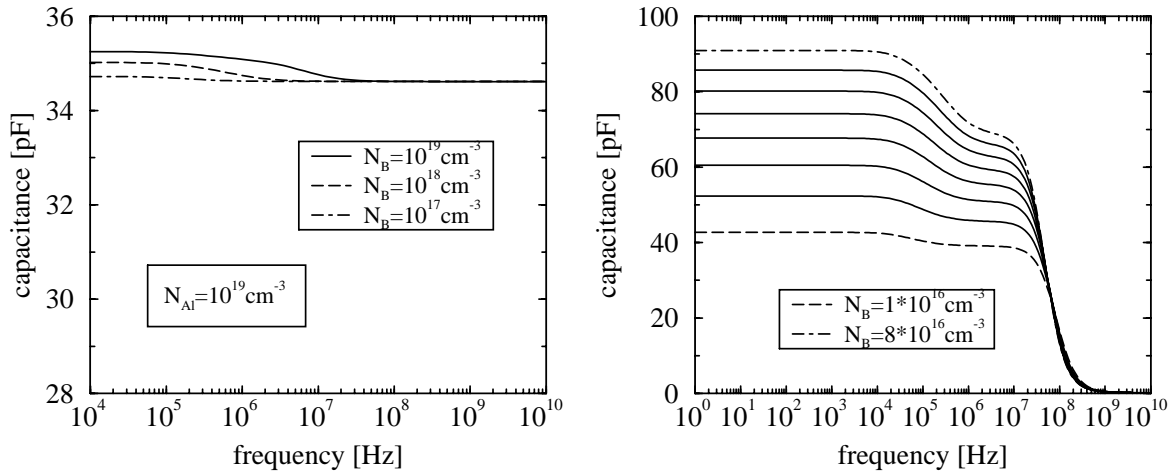 36
34
32
30
28
capacitance [pF]
N_B=10^19cm^-3
N_B=10^18cm^-3
N_B=10^17cm^-3
N_Al=10^19cm^-3
10^4 10^5 10^6 10^7 10^8 10^9 10^10
frequency [Hz]
100
80
60
40
20
0
capacitance [pF]
N_B=1*10^16cm^-3
N_B=8*10^16cm^-3
10^0 10^1 10^2 10^3 10^4 10^5 10^6 10^7 10^8 10^9 10^10
frequency [Hz]